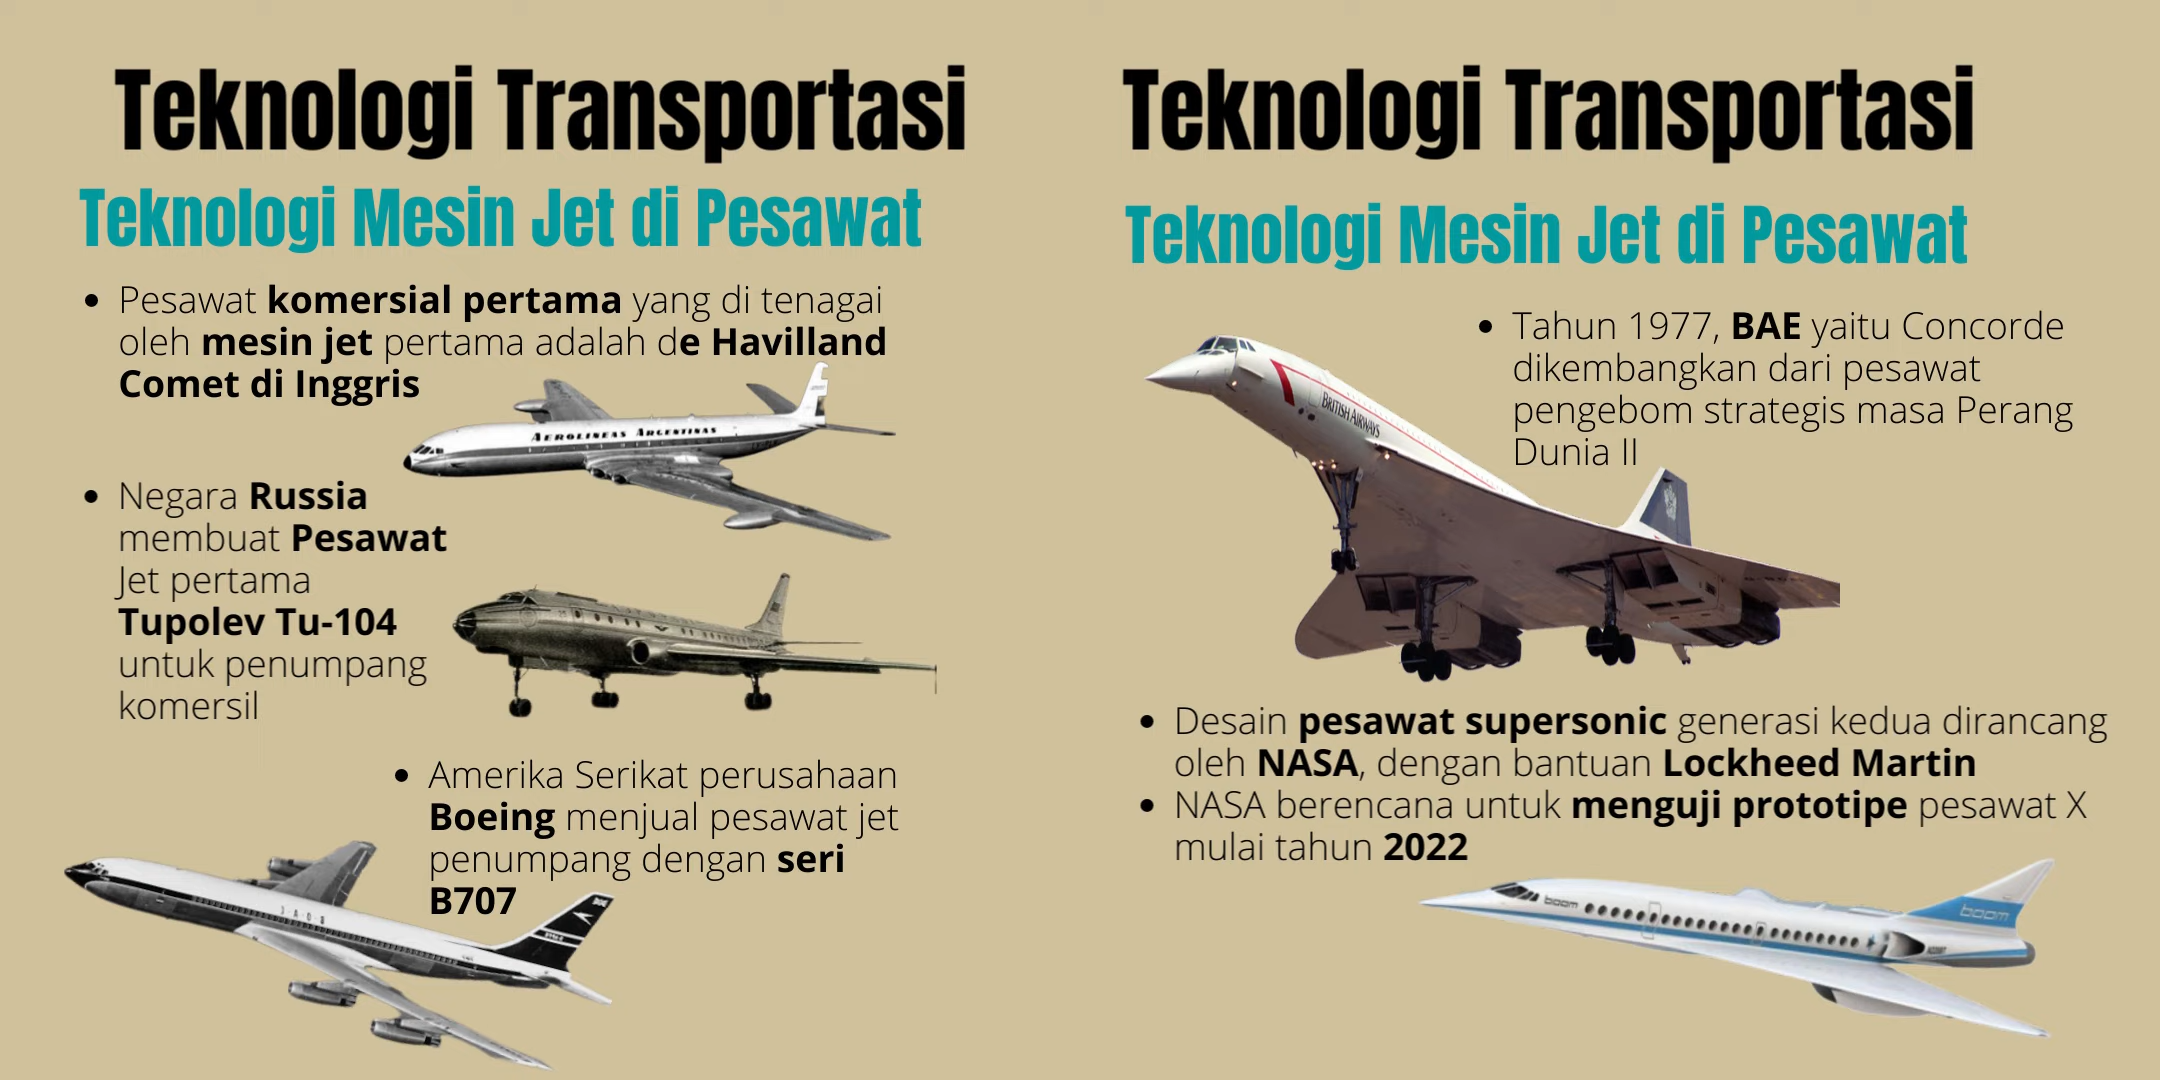 Teknologi Transportasi
Teknologi Mesin Jet di Pesawat
• Pesawat komersial pertama yang di tenagai
oleh mesin jet pertama adalah de Havilland
Comet di Inggris
AEROLINEAS ARGENTINAS
• Negara Russia
membuat Pesawat
Jet pertama
Tupolev Tu-104
untuk penumpang
komersil
• Amerika Serikat perusahaan
Boeing menjual pesawat jet
penumpang dengan seri
B707
Teknologi Transportasi
Teknologi Mesin Jet di Pesawat
• Tahun 1977, BAE yaitu Concorde
dikembangkan dari pesawat
pengebom strategis masa Perang
Dunia II
BRITISH AIRWAYS
• Desain pesawat supersonic generasi kedua dirancang
oleh NASA, dengan bantuan Lockheed Martin
• NASA berencana untuk menguji prototipe pesawat X
mulai tahun 2022
boom
boom